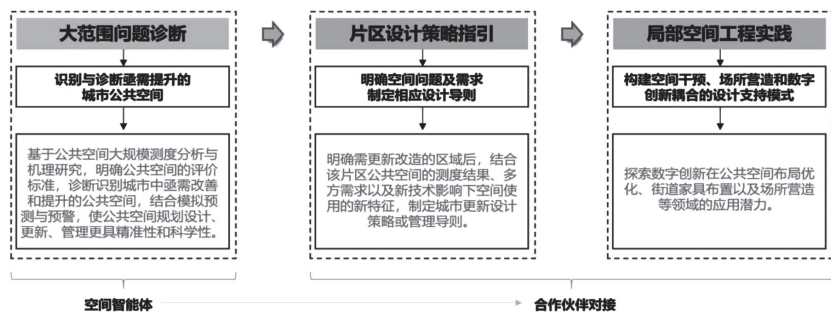 大范围问题诊断
识别与诊断亟需提升的
城市公共空间
基于公共空间大规模测度分析与
机理研究，明确公共空间的评价
标准，诊断识别城市中亟需改善
和提升的公共空间，结合模拟预
测与预警，使公共空间规划设计、
更新、管理更具精准性和科学性。
片区设计策略指引
明确空间问题及需求
制定相应设计导则
明确需更新改造的区域后，结合
该片区公共空间的测度结果、多
方需求以及新技术影响下空间使
用的新特征，制定城市更新设计
策略或管理导则。
局部空间工程实践
构建空间干预、场所营造和数字
创新耦合的设计支持模式
探索数字创新在公共空间布局优
化、街道家具布置以及场所营造
等领域的应用潜力。
空间智能体
合作伙伴对接